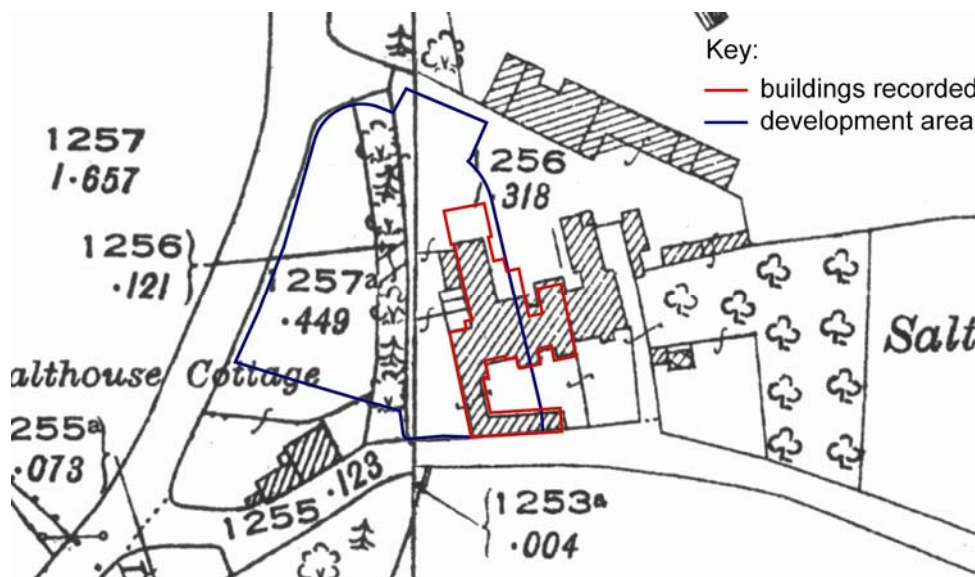 Key:
buildings recorded
development area
1257
1·657
1256
·318
1256
·121
1257a
·449
althouse Cottage
Salt
255a
·073
1255
·123
1253a
·004